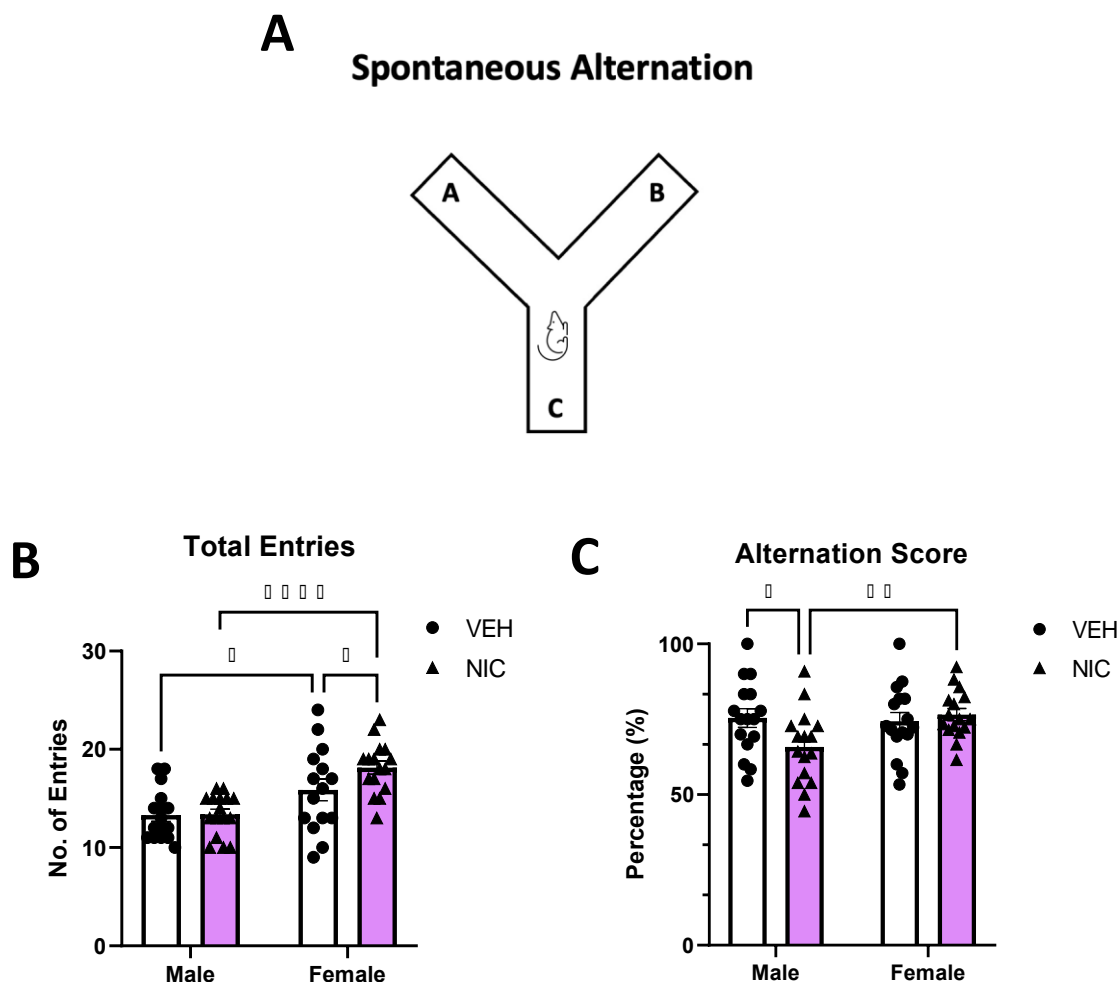 A
Spontaneous Alternation
A
B
C
B
Total Entries
VEH
NIC
No. of Entries
30
20
10
0
Male
Female
C
Alternation Score
VEH
NIC
Percentage (%)
100
50
0
Male
Female